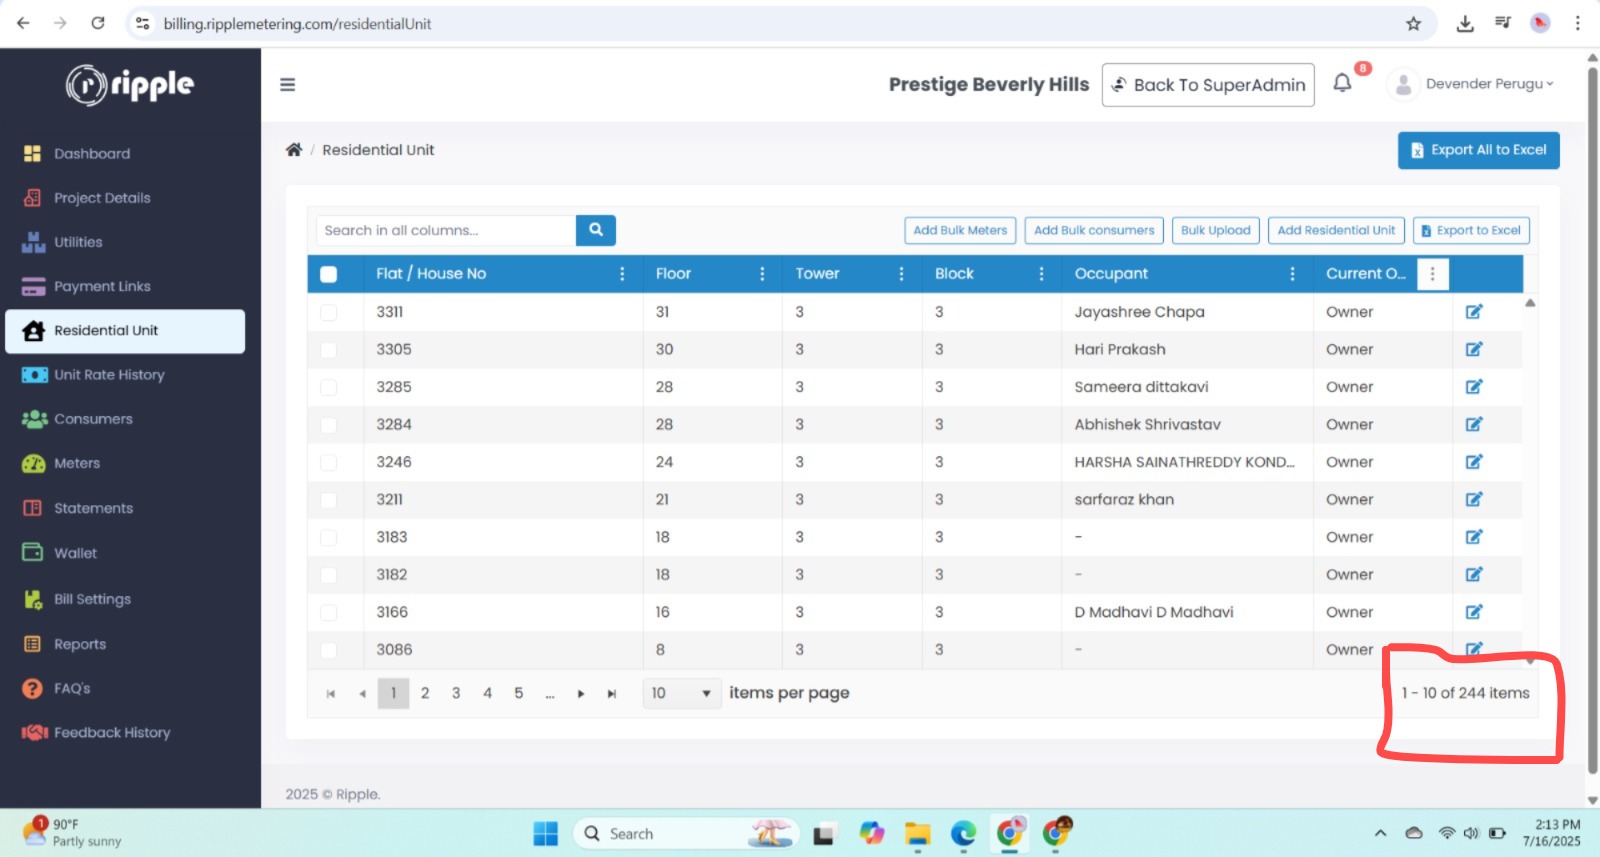 billing.ripplemetering.com/residentialUnit
ripple
Prestige Beverly Hills
Back To SuperAdmin
8
Devender Perugu
Dashboard
Project Details
Utilities
Payment Links
Residential Unit
Unit Rate History
Consumers
Meters
Statements
Wallet
Bill Settings
Reports
FAQ's
Feedback History
/ Residential Unit
Export All to Excel
Search in all columns...
Add Bulk Meters
Add Bulk consumers
Bulk Upload
Add Residential Unit
Export to Excel
Flat / House No Floor Tower Block Occupant Current O...
3311 31 3 3 Jayashree Chapa Owner
3305 30 3 3 Hari Prakash Owner
3285 28 3 3 Sameera dittakavi Owner
3284 28 3 3 Abhishek Shrivastav Owner
3246 24 3 3 HARSHA SAINATHREDDY KOND... Owner
3211 21 3 3 sarfaraz khan Owner
3183 18 3 3 - Owner
3182 18 3 3 - Owner
3166 16 3 3 D Madhavi D Madhavi Owner
3086 8 3 3 - Owner
1 2 3 4 5 ... 10 items per page 1 - 10 of 244 items
2025 © Ripple.
1
90°F
Partly sunny
Search
2:13 PM
7/16/2025